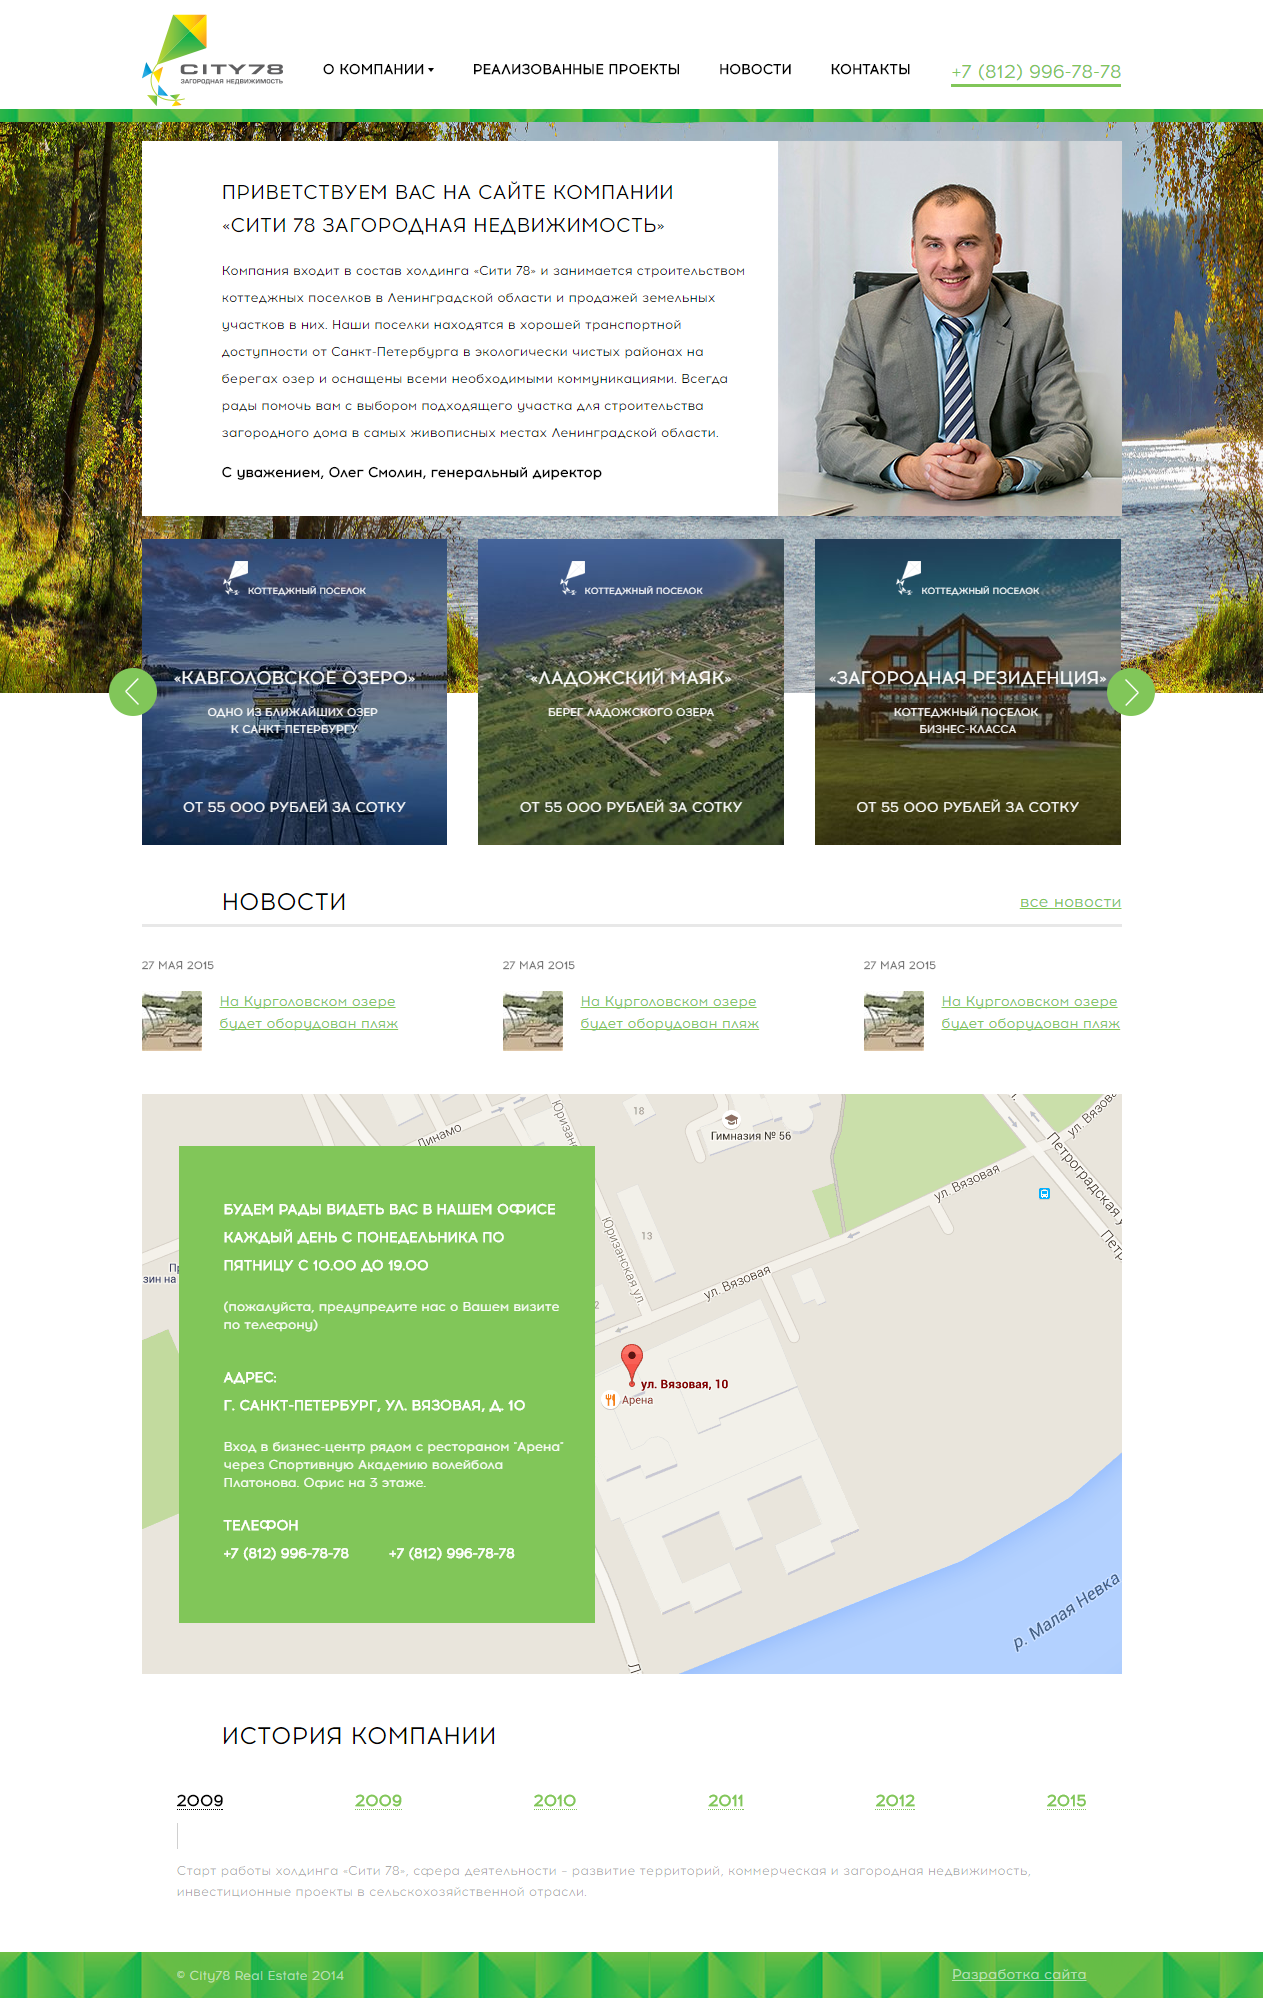 CITY78
ЗАГОРОДНАЯ НЕДВИЖИМОСТЬ
О КОМПАНИИ
РЕАЛИЗОВАННЫЕ ПРОЕКТЫ
НОВОСТИ
КОНТАКТЫ
+7 (812) 996-78-78
ПРИВЕТСТВУЕМ ВАС НА САЙТЕ КОМПАНИИ
«СИТИ 78 ЗАГОРОДНАЯ НЕДВИЖИМОСТЬ»
Компания входит в состав холдинга «Сити 78» и занимается строительством
коттеджных поселков в Ленинградской области и продажей земельных
участков в них. Наши поселки находятся в хорошей транспортной
доступности от Санкт-Петербурга в экологически чистых районах на
берегах озер и оснащены всеми необходимыми коммуникациями. Всегда
рады помочь вам с выбором подходящего участка для строительства
загородного дома в самых живописных местах Ленинградской области.
С уважением, Олег Смолин, генеральный директор
КОТТЕДЖНЫЙ ПОСЕЛОК
«КАВГОЛОВСКОЕ ОЗЕРО»
ОДНО ИЗ БЛИЖАЙШИХ ОЗЕР
К САНКТ-ПЕТЕРБУРГУ
ОТ 55 000 РУБЛЕЙ ЗА СОТКУ
КОТТЕДЖНЫЙ ПОСЕЛОК
«ЛАДОЖСКИЙ МАЯК»
БЕРЕГ ЛАДОЖСКОГО ОЗЕРА
ОТ 55 000 РУБЛЕЙ ЗА СОТКУ
КОТТЕДЖНЫЙ ПОСЕЛОК
«ЗАГОРОДНАЯ РЕЗИДЕНЦИЯ»
КОТТЕДЖНЫЙ ПОСЕЛОК
БИЗНЕС-КЛАССА
ОТ 55 000 РУБЛЕЙ ЗА СОТКУ
НОВОСТИ
все новости
27 МАЯ 2015
На Курголовском озере
будет оборудован пляж
27 МАЯ 2015
На Курголовском озере
будет оборудован пляж
27 МАЯ 2015
На Курголовском озере
будет оборудован пляж
БУДЕМ РАДЫ ВИДЕТЬ ВАС В НАШЕМ ОФИСЕ
КАЖДЫЙ ДЕНЬ С ПОНЕДЕЛЬНИКА ПО
ПЯТНИЦУ С 10.00 ДО 19.00
(пожалуйста, предупредите нас о Вашем визите
по телефону)
АДРЕС:
Г. САНКТ-ПЕТЕРБУРГ, УЛ. ВЯЗОВАЯ, Д. 10
Вход в бизнес-центр рядом с рестораном "Арена"
через Спортивную Академию волейбола
Платонова. Офис на 3 этаже.
ТЕЛЕФОН
+7 (812) 996-78-78
+7 (812) 996-78-78
Динамо
Юризанс
18
Гимназия № 56
ул. Вязова
Петроградская у
Петр
ул. Вязовая
Юризанская ул.
13
ул. Вязовая
2
Пр
зин на
ул. Вязовая, 10
Арена
р. Малая Невка
Л
ИСТОРИЯ КОМПАНИИ
2009
2009
2010
2011
2012
2015
Старт работы холдинга «Сити 78», сфера деятельности – развитие территорий, коммерческая и загородная недвижимость,
инвестиционные проекты в сельскохозяйственной отрасли.
© City78 Real Estate 2014
Разработка сайта